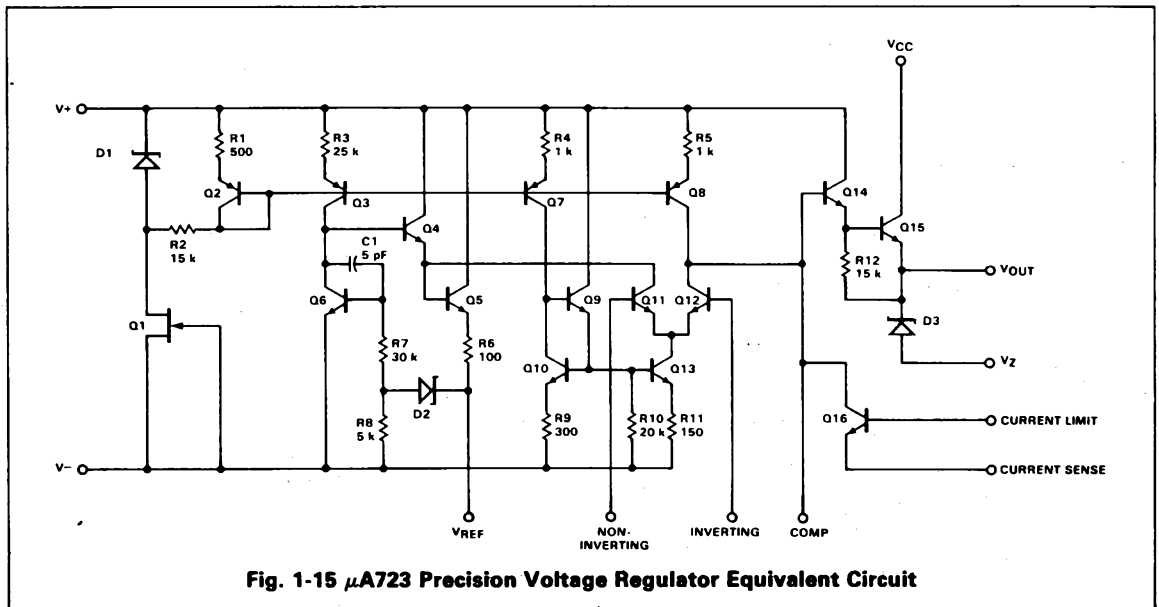 VCC
V+
D1
R1
500
R3
25 k
R4
1 k
R5
1 k
Q2
Q3
Q7
Q8
Q14
R2
15 k
C1
5 pF
Q4
Q15
R12
15 k
VOUT
Q6
Q5
Q9
Q11
Q12
D3
Q1
R7
30 k
R6
100
Q10
Q13
VZ
D2
R8
5 k
R9
300
R10
20 k
R11
150
Q16
CURRENT LIMIT
V−
CURRENT SENSE
VREF
NON-
INVERTING
INVERTING
COMP
Fig. 1-15 μA723 Precision Voltage Regulator Equivalent Circuit